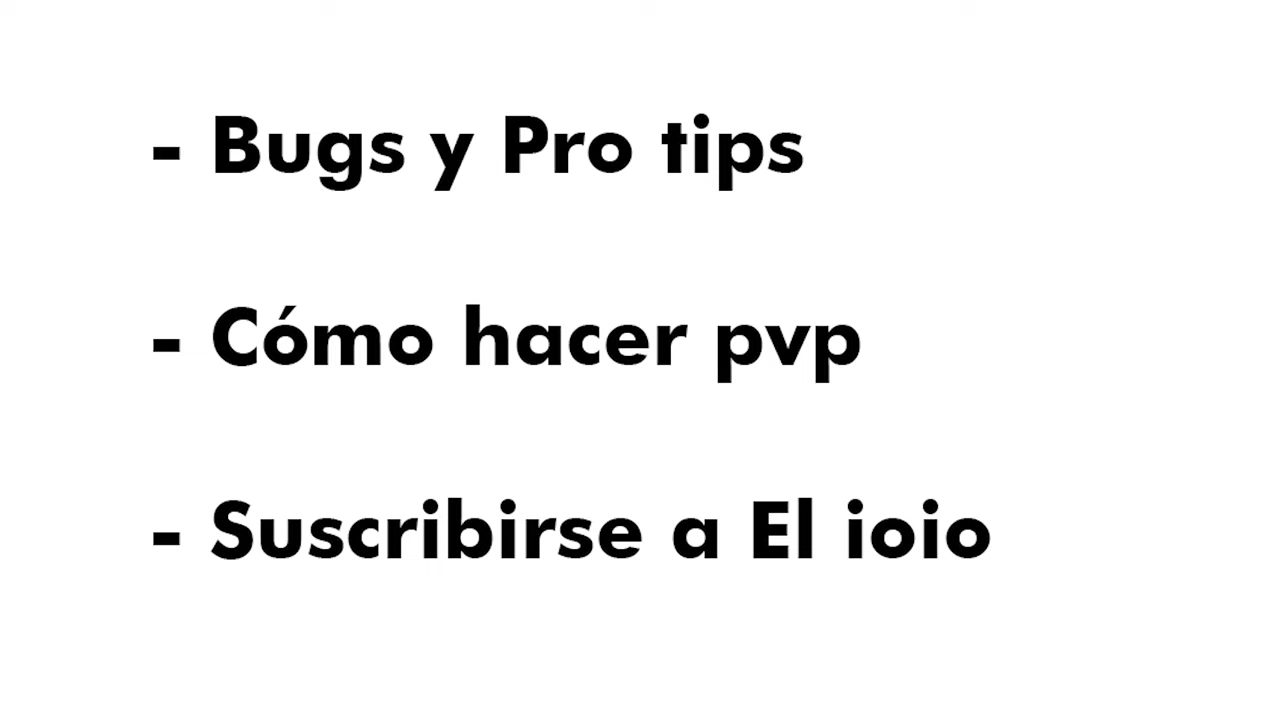 - Bugs y Pro tips
- Cómo hacer pvp
- Suscribirse a El ioio